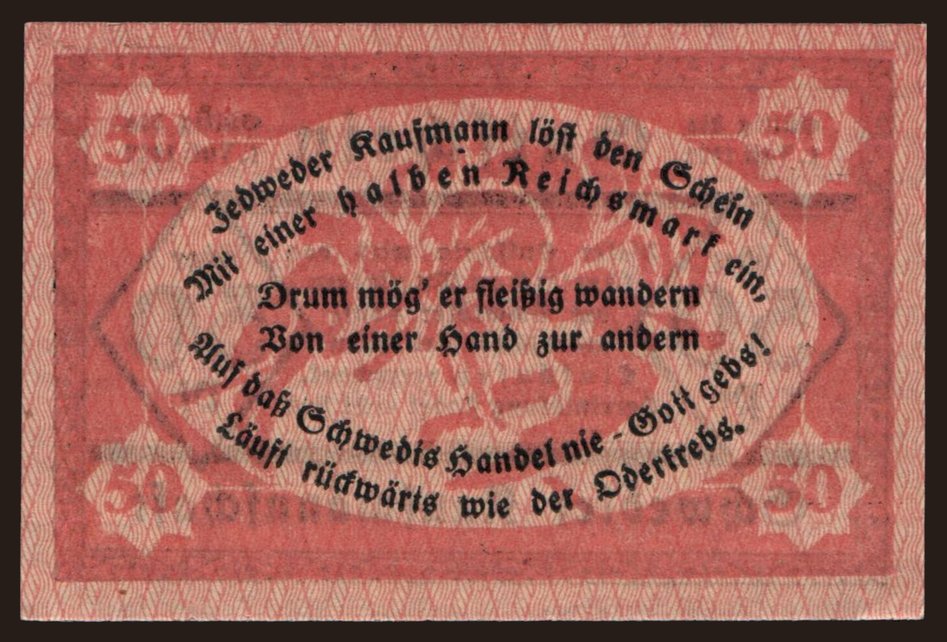 50
50
Jedweder Kaufmann löst den Schein
Mit einer halben Reichsmark ein,
Drum mög' er fleißig wandern
Von einer Hand zur andern
Auf daß Schwedts Handel nie - Gott gebs!
Läuft rückwärts wie der Oderkrebs.
50
50